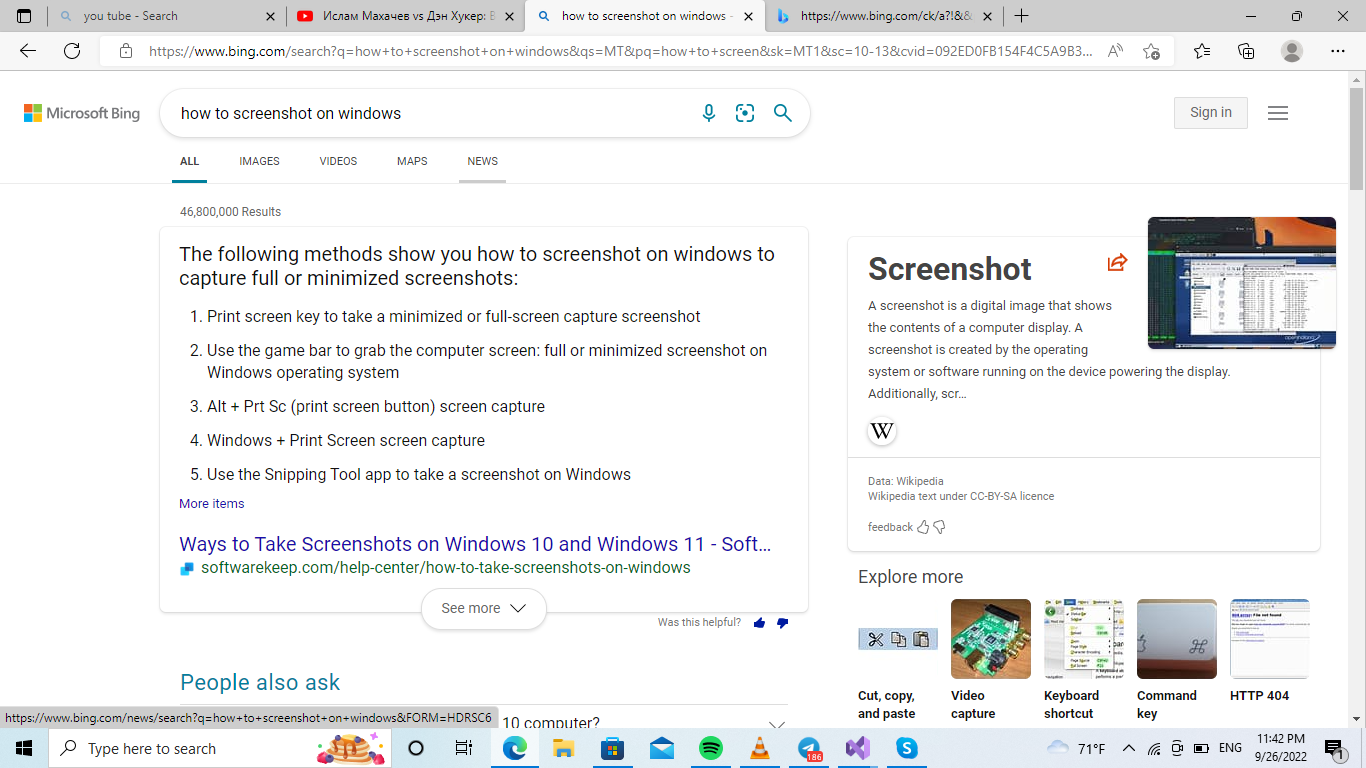 you tube - Search
Ислам Махачев vs Дэн Хукер: В
how to screenshot on windows -
https://www.bing.com/ck/a?!&&
https://www.bing.com/search?q=how+to+screenshot+on+windows&qs=MT&pq=how+to+screen&sk=MT1&sc=10-13&cvid=092ED0FB154F4C5A9B3...
Microsoft Bing
how to screenshot on windows
Sign in
ALL
IMAGES
VIDEOS
MAPS
NEWS
46,800,000 Results
The following methods show you how to screenshot on windows to
capture full or minimized screenshots:
1. Print screen key to take a minimized or full-screen capture screenshot
2. Use the game bar to grab the computer screen: full or minimized screenshot on
Windows operating system
3. Alt + Prt Sc (print screen button) screen capture
4. Windows + Print Screen screen capture
5. Use the Snipping Tool app to take a screenshot on Windows
More items
Ways to Take Screenshots on Windows 10 and Windows 11 - Soft...
softwarekeep.com/help-center/how-to-take-screenshots-on-windows
See more
Was this helpful?
People also ask
10 computer?
https://www.bing.com/news/search?q=how+to+screenshot+on+windows&FORM=HDRSC6
Screenshot
A screenshot is a digital image that shows
the contents of a computer display. A
screenshot is created by the operating
system or software running on the device powering the display.
Additionally, scr...
W
Data: Wikipedia
Wikipedia text under CC-BY-SA licence
feedback
Explore more
Cut, copy,
and paste
Video
capture
Keyboard
shortcut
Command
key
HTTP 404
Type here to search
186
71°F
ENG
11:42 PM
9/26/2022
1